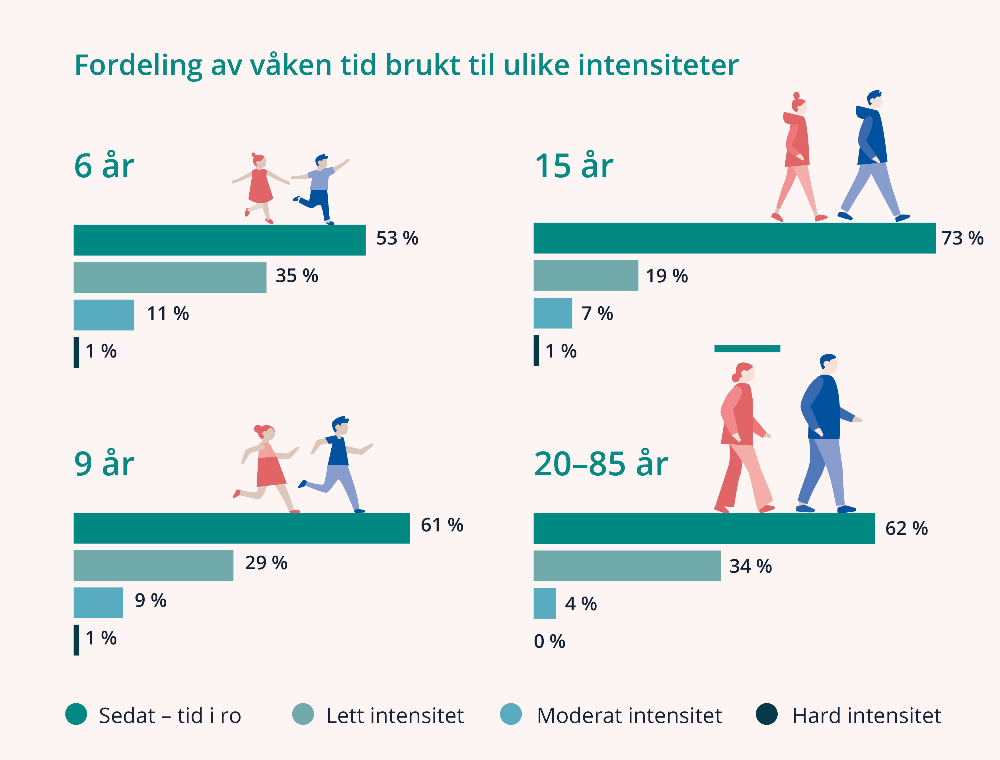 Fordeling av våken tid brukt til ulike intensiteter
6 år
53 %
35 %
11 %
1 %
15 år
73 %
19 %
7 %
1 %
9 år
61 %
29 %
9 %
1 %
20–85 år
62 %
34 %
4 %
0 %
Sedat – tid i ro
Lett intensitet
Moderat intensitet
Hard intensitet